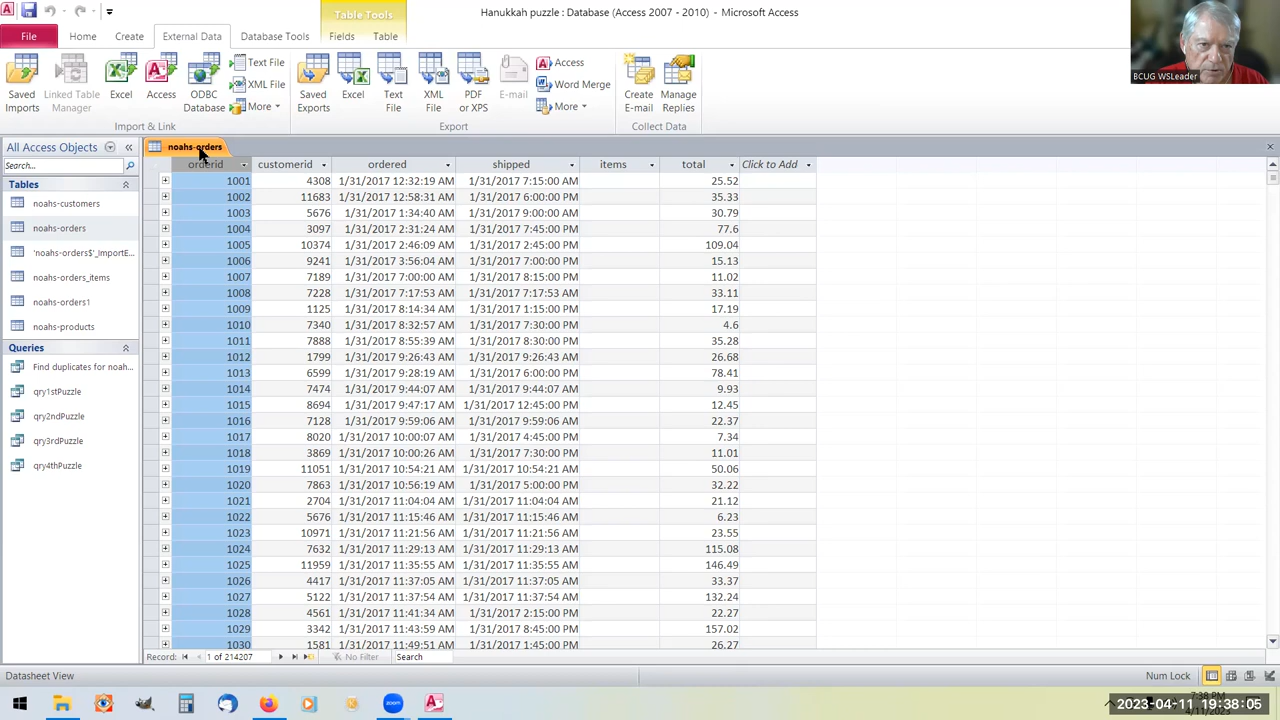 Table Tools
Hanukkah puzzle : Database (Access 2007 - 2010) - Microsoft Access
File Home Create External Data Database Tools Fields Table
Saved Imports
Linked Table Manager
Excel
Access
ODBC Database
Text File
XML File
More
Import & Link
Saved Exports
Excel
Text File
XML File
PDF or XPS
E-mail
Access
Word Merge
More
Export
Create E-mail
Manage Replies
Collect Data
BCUG WSLeader
All Access Objects
Search...
Tables
noahs-customers
noahs-orders
'noahs-orders$'_ImportE...
noahs-orders_items
noahs-orders1
noahs-products
Queries
Find duplicates for noah...
qry1stPuzzle
qry2ndPuzzle
qry3rdPuzzle
qry4thPuzzle
noahs-orders
orderid customerid ordered shipped items total Click to Add
1001 4308 1/31/2017 12:32:19 AM 1/31/2017 7:15:00 AM 25.52
1002 11683 1/31/2017 12:58:31 AM 1/31/2017 6:00:00 PM 35.33
1003 5676 1/31/2017 1:34:40 AM 1/31/2017 9:00:00 AM 30.79
1004 3097 1/31/2017 2:31:24 AM 1/31/2017 7:45:00 PM 77.6
1005 10374 1/31/2017 2:46:09 AM 1/31/2017 2:45:00 PM 109.04
1006 9241 1/31/2017 3:56:04 AM 1/31/2017 7:00:00 PM 15.13
1007 7189 1/31/2017 7:00:00 AM 1/31/2017 8:15:00 AM 11.02
1008 7228 1/31/2017 7:17:53 AM 1/31/2017 7:17:53 AM 33.11
1009 1125 1/31/2017 8:14:34 AM 1/31/2017 1:15:00 PM 17.19
1010 7340 1/31/2017 8:32:57 AM 1/31/2017 7:30:00 PM 4.6
1011 7888 1/31/2017 8:55:39 AM 1/31/2017 8:30:00 PM 35.28
1012 1799 1/31/2017 9:26:43 AM 1/31/2017 9:26:43 AM 26.68
1013 6599 1/31/2017 9:28:19 AM 1/31/2017 6:00:00 PM 78.41
1014 7474 1/31/2017 9:44:07 AM 1/31/2017 9:44:07 AM 9.93
1015 8694 1/31/2017 9:47:17 AM 1/31/2017 12:45:00 PM 12.45
1016 7128 1/31/2017 9:59:06 AM 1/31/2017 9:59:06 AM 22.37
1017 8020 1/31/2017 10:00:07 AM 1/31/2017 4:45:00 PM 7.34
1018 3869 1/31/2017 10:00:26 AM 1/31/2017 7:30:00 PM 11.01
1019 11051 1/31/2017 10:54:21 AM 1/31/2017 10:54:21 AM 50.06
1020 7863 1/31/2017 10:56:19 AM 1/31/2017 5:00:00 PM 32.22
1021 2704 1/31/2017 11:04:04 AM 1/31/2017 11:04:04 AM 21.12
1022 5676 1/31/2017 11:15:46 AM 1/31/2017 11:15:46 AM 6.23
1023 10971 1/31/2017 11:21:56 AM 1/31/2017 11:21:56 AM 23.55
1024 7632 1/31/2017 11:29:13 AM 1/31/2017 11:29:13 AM 115.08
1025 11959 1/31/2017 11:35:55 AM 1/31/2017 11:35:55 AM 146.49
1026 4417 1/31/2017 11:37:05 AM 1/31/2017 11:37:05 AM 33.37
1027 5122 1/31/2017 11:37:54 AM 1/31/2017 11:37:54 AM 132.24
1028 4561 1/31/2017 11:41:34 AM 1/31/2017 2:15:00 PM 22.27
1029 3342 1/31/2017 11:43:59 AM 1/31/2017 8:45:00 PM 157.02
1030 1581 1/31/2017 11:49:51 AM 1/31/2017 1:45:00 PM 26.27
Record: 1 of 214207 No Filter Search
Datasheet View
Num Lock
7:38 PM
2023-04-11 19:38:05
4/11/2023